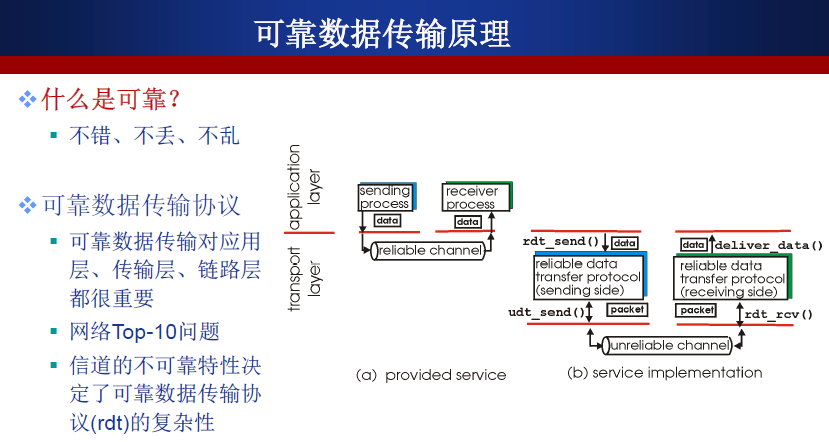 可靠数据传输原理
什么是可靠?
不错、不丢、不乱
可靠数据传输协议
可靠数据传输对应用
层、传输层、链路层
都很重要
网络Top-10问题
信道的不可靠特性决
定了可靠数据传输协
议(rdt)的复杂性
application
layer
transport
layer
sending
process
data
receiver
process
data
reliable channel
(a) provided service
rdt_send()
data
reliable data
transfer protocol
(sending side)
udt_send()
packet
data
deliver_data()
reliable data
transfer protocol
(receiving side)
packet
rdt_rcv()
unreliable channel
(b) service implementation